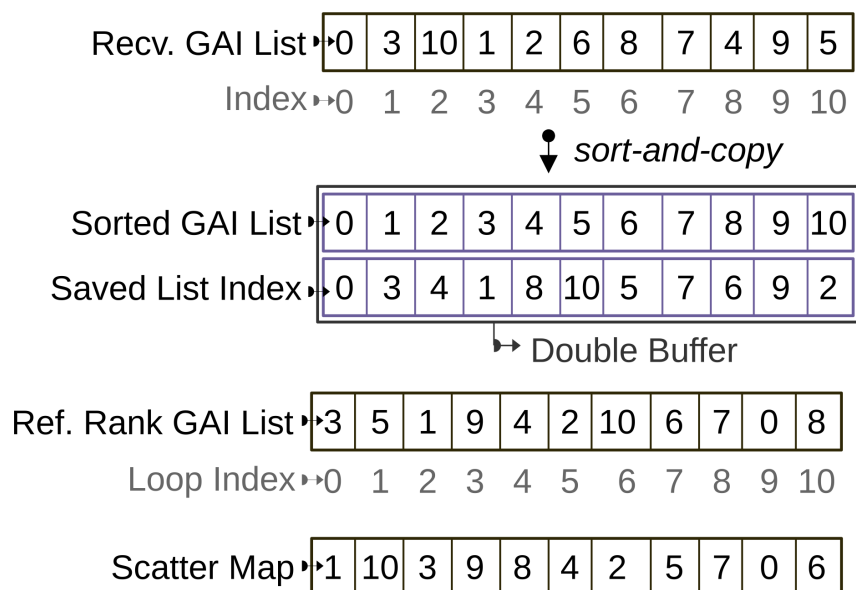 Recv. GAI List 0 3 10 1 2 6 8 7 4 9 5
Index 0 1 2 3 4 5 6 7 8 9 10
sort-and-copy
Sorted GAI List 0 1 2 3 4 5 6 7 8 9 10
Saved List Index 0 3 4 1 8 10 5 7 6 9 2
Double Buffer
Ref. Rank GAI List 3 5 1 9 4 2 10 6 7 0 8
Loop Index 0 1 2 3 4 5 6 7 8 9 10
Scatter Map 1 10 3 9 8 4 2 5 7 0 6